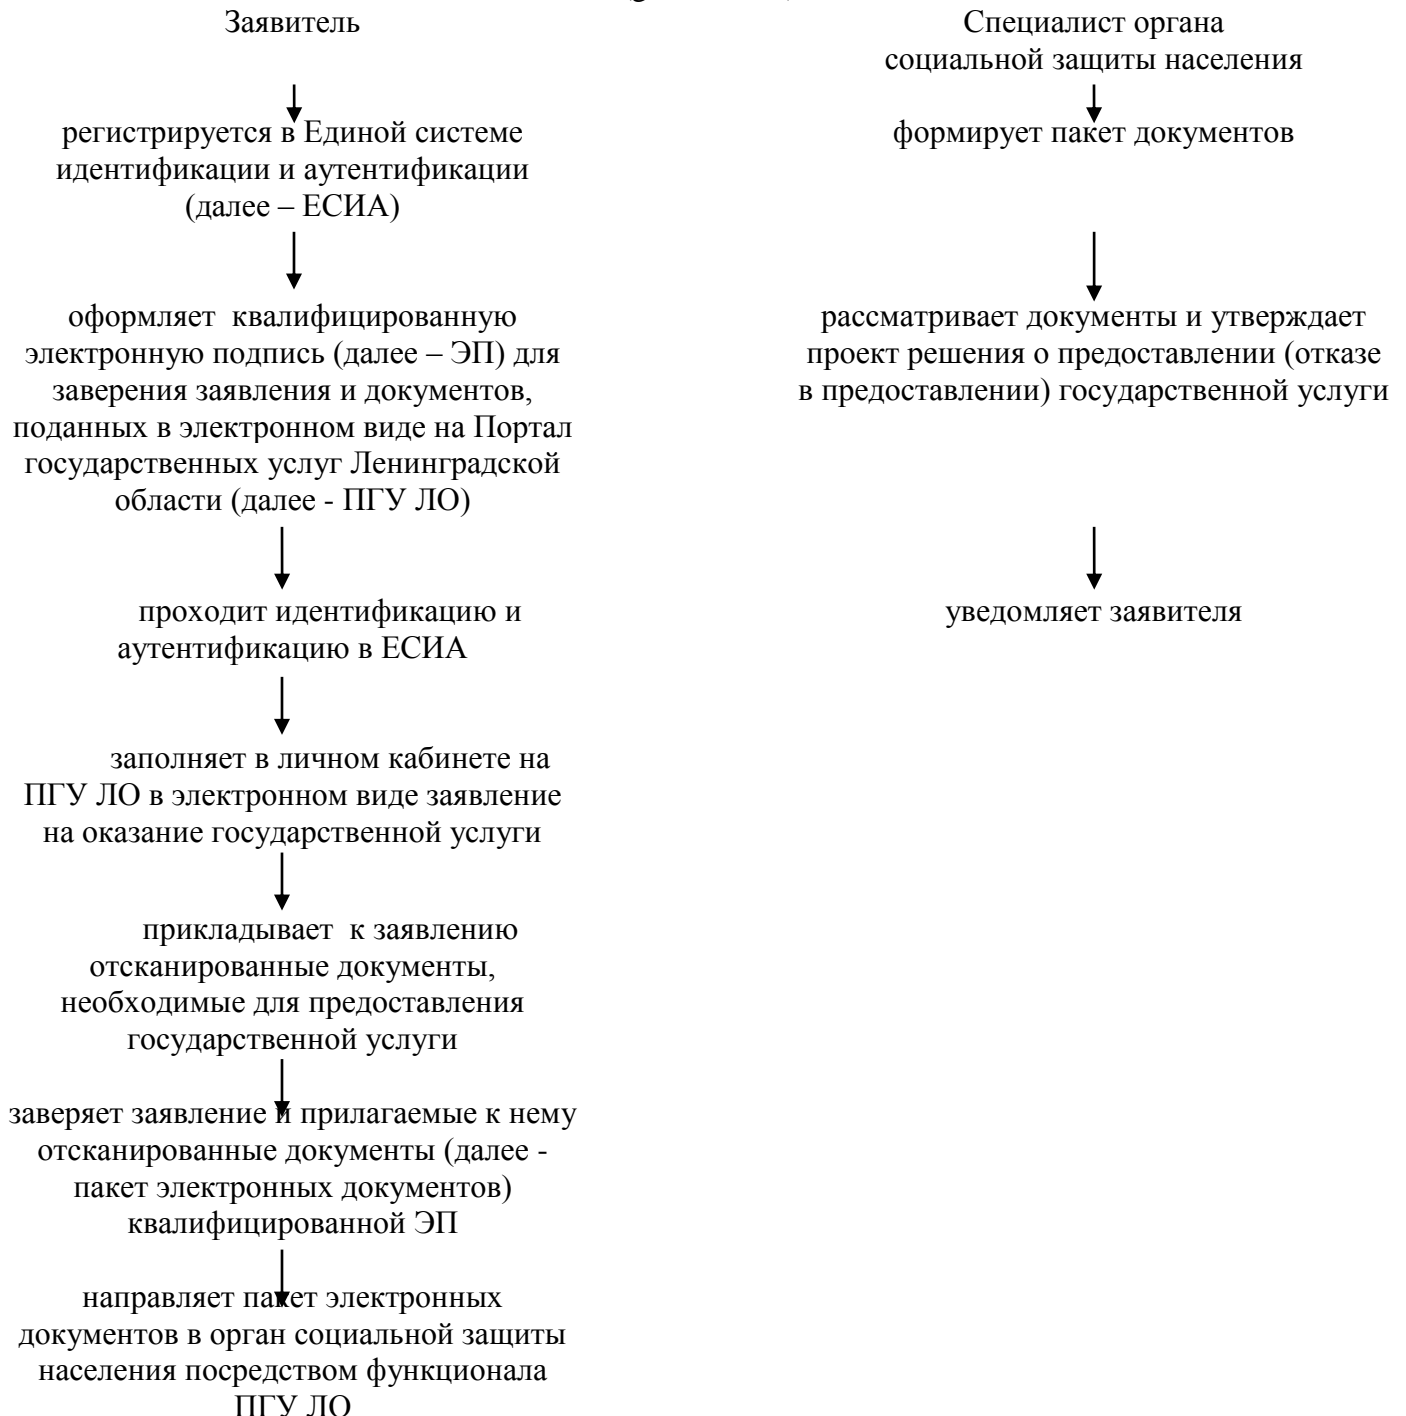 Заявитель
регистрируется в Единой системе
идентификации и аутентификации
(далее – ЕСИА)
оформляет квалифицированную
электронную подпись (далее – ЭП) для
заверения заявления и документов,
поданных в электронном виде на Портал
государственных услуг Ленинградской
области (далее - ПГУ ЛО)
проходит идентификацию и
аутентификацию в ЕСИА
заполняет в личном кабинете на
ПГУ ЛО в электронном виде заявление
на оказание государственной услуги
прикладывает к заявлению
отсканированные документы,
необходимые для предоставления
государственной услуги
заверяет заявление и прилагаемые к нему
отсканированные документы (далее -
пакет электронных документов)
квалифицированной ЭП
направляет пакет электронных
документов в орган социальной защиты
населения посредством функционала
ПГУ ЛО
Специалист органа
социальной защиты населения
формирует пакет документов
рассматривает документы и утверждает
проект решения о предоставлении (отказе
в предоставлении) государственной услуги
уведомляет заявителя